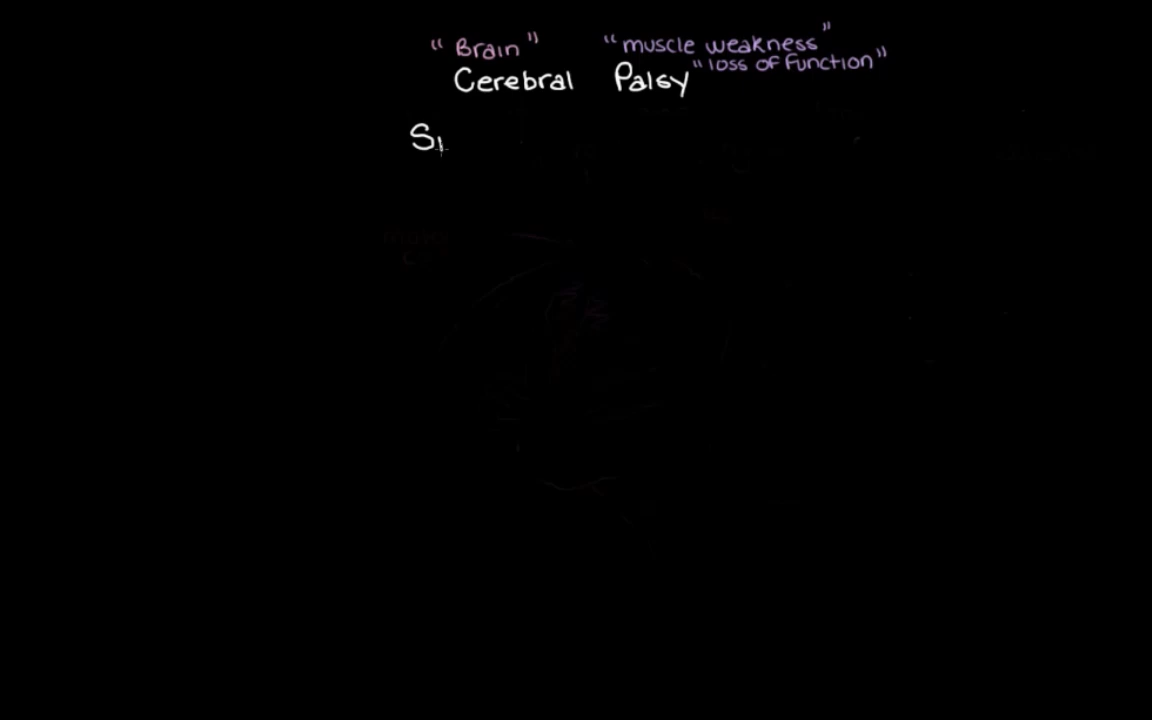 "Brain" "muscle weakness"
"loss of function"
Cerebral Palsy
S